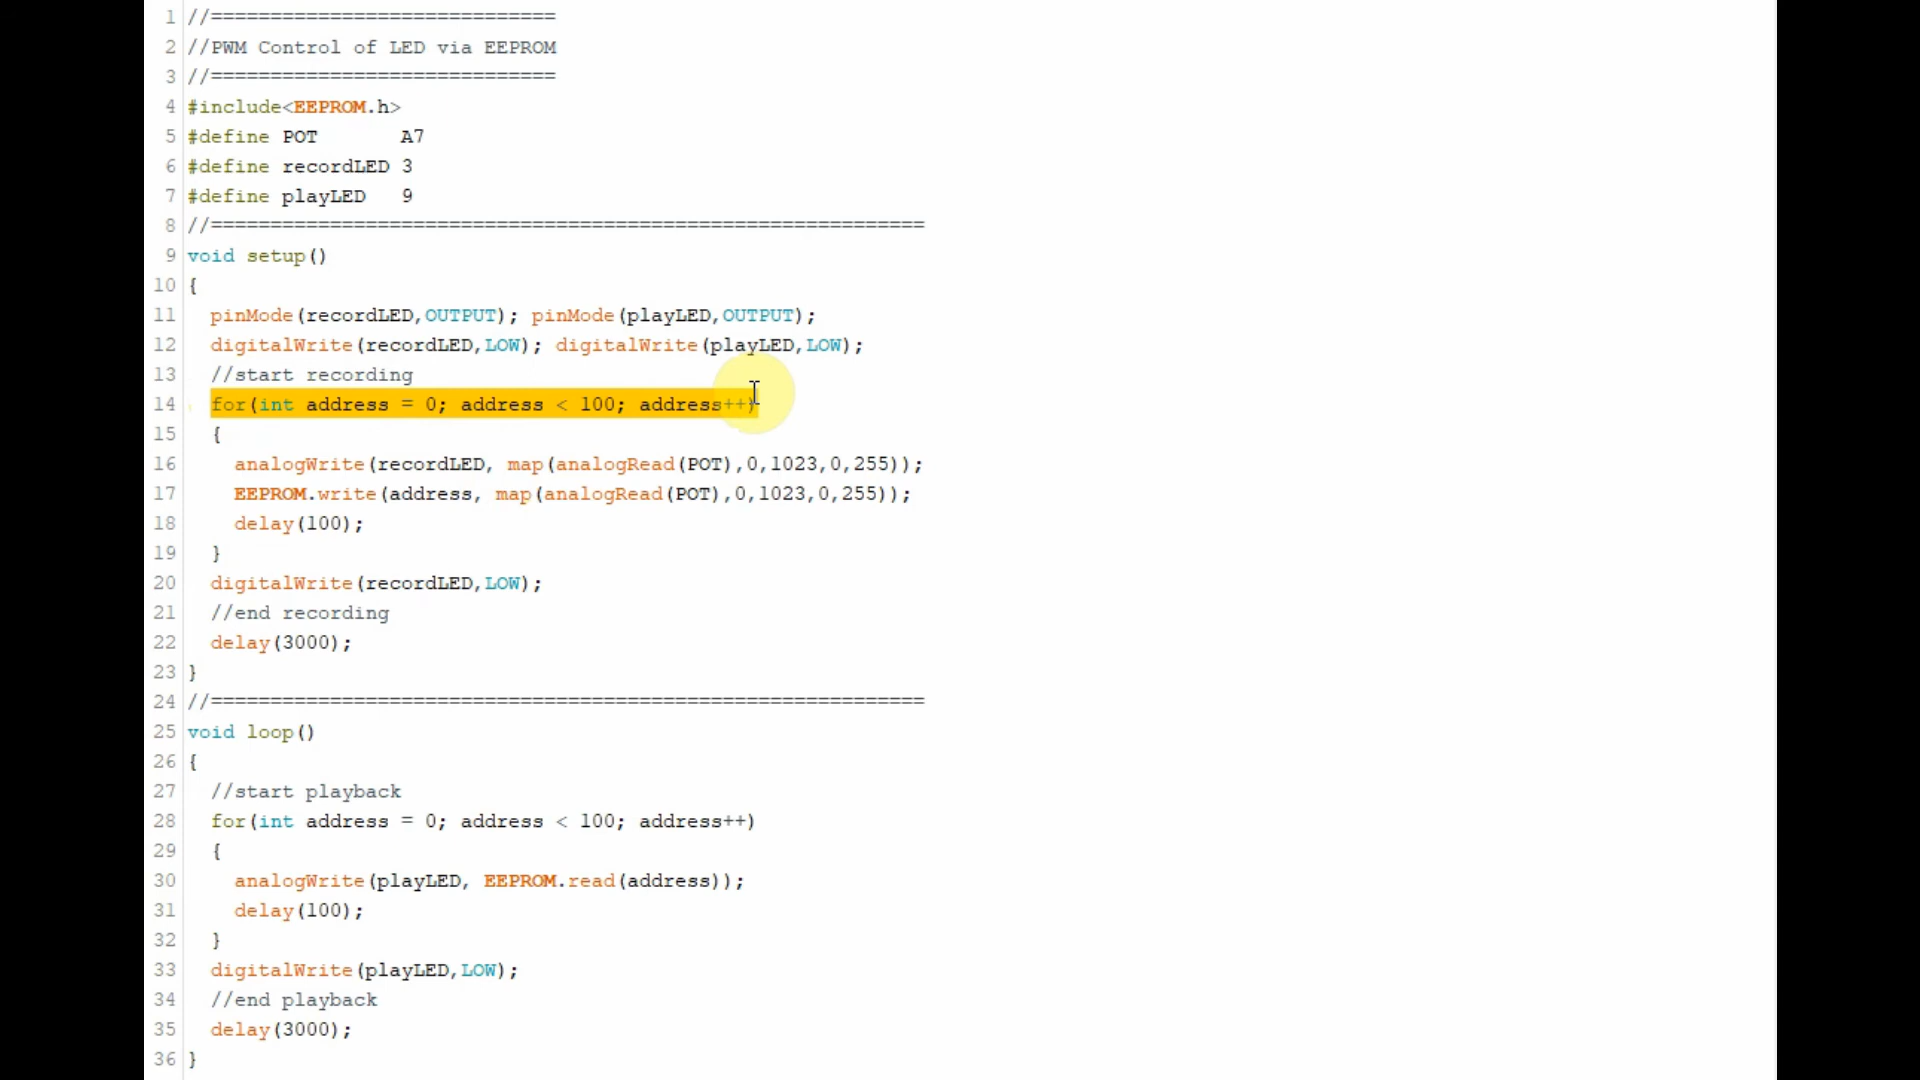 1 //=============================
2 //PWM Control of LED via EEPROM
3 //=============================
4 #include<EEPROM.h>
5 #define POT       A7
6 #define recordLED 3
7 #define playLED   9
8 //============================================================
9 void setup()
10 {
11   pinMode(recordLED,OUTPUT); pinMode(playLED,OUTPUT);
12   digitalWrite(recordLED,LOW); digitalWrite(playLED,LOW);
13   //start recording
14   for(int address = 0; address < 100; address++)
15   {
16     analogWrite(recordLED, map(analogRead(POT),0,1023,0,255));
17     EEPROM.write(address, map(analogRead(POT),0,1023,0,255));
18     delay(100);
19   }
20   digitalWrite(recordLED,LOW);
21   //end recording
22   delay(3000);
23 }
24 //============================================================
25 void loop()
26 {
27   //start playback
28   for(int address = 0; address < 100; address++)
29   {
30     analogWrite(playLED, EEPROM.read(address));
31     delay(100);
32   }
33   digitalWrite(playLED,LOW);
34   //end playback
35   delay(3000);
36 }